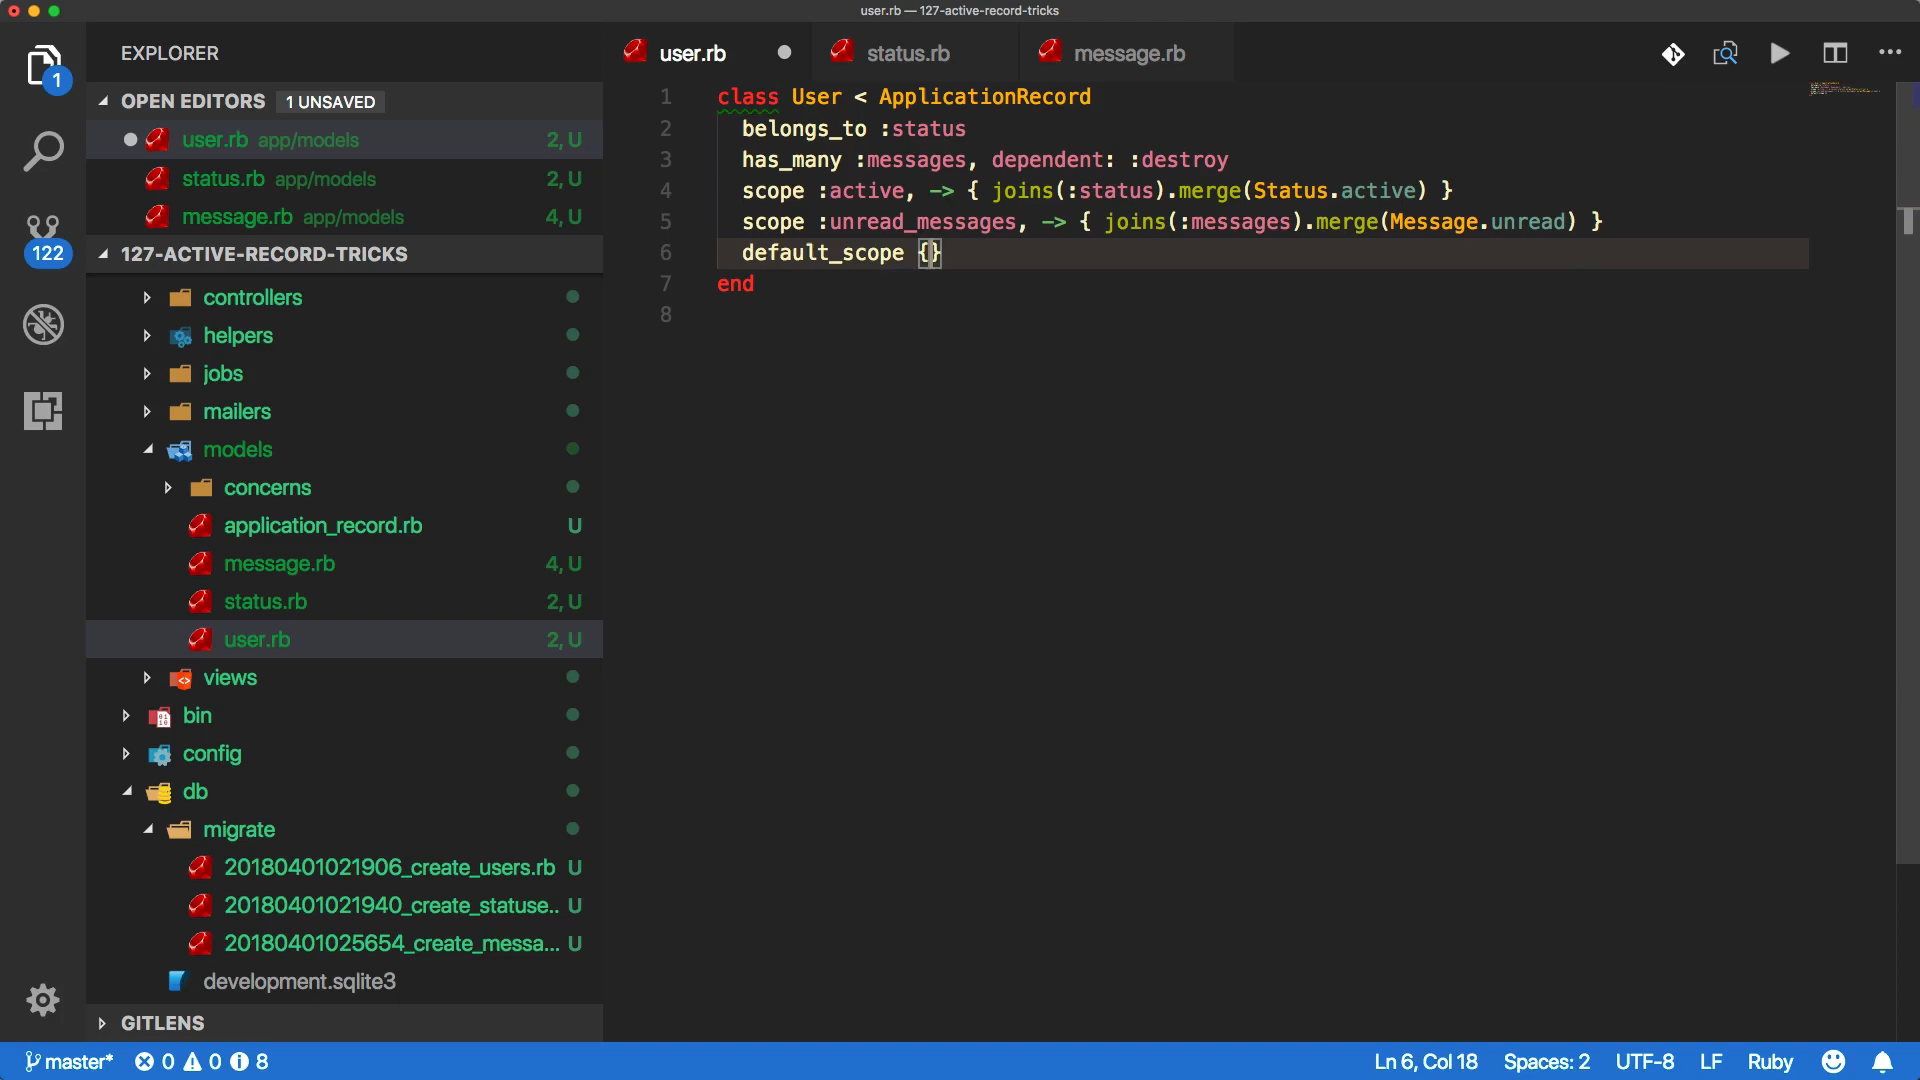 user.rb — 127-active-record-tricks
EXPLORER
1
OPEN EDITORS 1 UNSAVED
user.rb app/models 2, U
status.rb app/models 2, U
message.rb app/models 4, U
122
127-ACTIVE-RECORD-TRICKS
controllers
helpers
jobs
mailers
models
concerns
application_record.rb U
message.rb 4, U
status.rb 2, U
user.rb 2, U
views
bin
config
db
migrate
20180401021906_create_users.rb U
20180401021940_create_statuse.. U
20180401025654_create_messa... U
development.sqlite3
GITLENS
user.rb status.rb message.rb
1 class User < ApplicationRecord
2 belongs_to :status
3 has_many :messages, dependent: :destroy
4 scope :active, -> { joins(:status).merge(Status.active) }
5 scope :unread_messages, -> { joins(:messages).merge(Message.unread) }
6 default_scope {}
7 end
8
master* 0 0 8 Ln 6, Col 18 Spaces: 2 UTF-8 LF Ruby